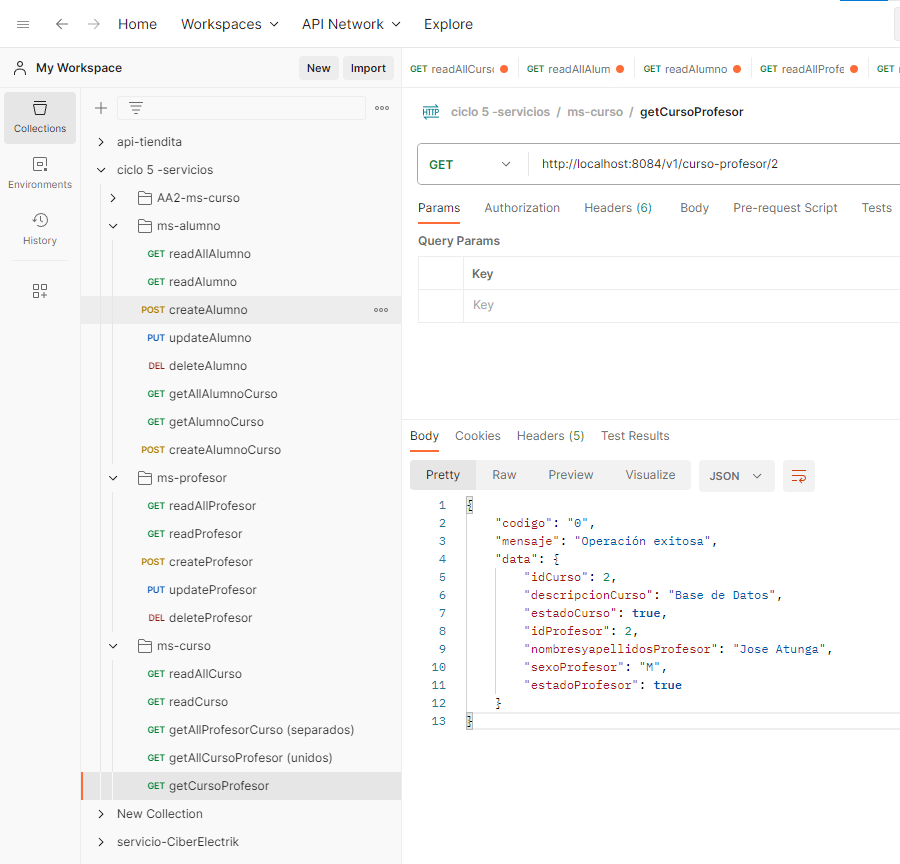 Home Workspaces API Network Explore
My Workspace New Import
Collections
Environments
History
api-tiendita
ciclo 5 -servicios
AA2-ms-curso
ms-alumno
GET readAllAlumno
GET readAlumno
POST createAlumno
PUT updateAlumno
DEL deleteAlumno
GET getAllAlumnoCurso
GET getAlumnoCurso
POST createAlumnoCurso
ms-profesor
GET readAllProfesor
GET readProfesor
POST createProfesor
PUT updateProfesor
DEL deleteProfesor
ms-curso
GET readAllCurso
GET readCurso
GET getAllProfesorCurso (separados)
GET getAllCursoProfesor (unidos)
GET getCursoProfesor
New Collection
servicio-CiberElectrik
GET readAllCurs GET readAllAlum GET readAlumno GET readAllProfe GET
HTTP ciclo 5 -servicios / ms-curso / getCursoProfesor
GET http://localhost:8084/v1/curso-profesor/2
Params Authorization Headers (6) Body Pre-request Script Tests
Query Params
Key
Key
Body Cookies Headers (5) Test Results
Pretty Raw Preview Visualize JSON
1 {
2 "codigo": "0",
3 "mensaje": "Operación exitosa",
4 "data": {
5 "idCurso": 2,
6 "descripcionCurso": "Base de Datos",
7 "estadoCurso": true,
8 "idProfesor": 2,
9 "nombresyapellidosProfesor": "Jose Atunga",
10 "sexoProfesor": "M",
11 "estadoProfesor": true
12 }
13 }